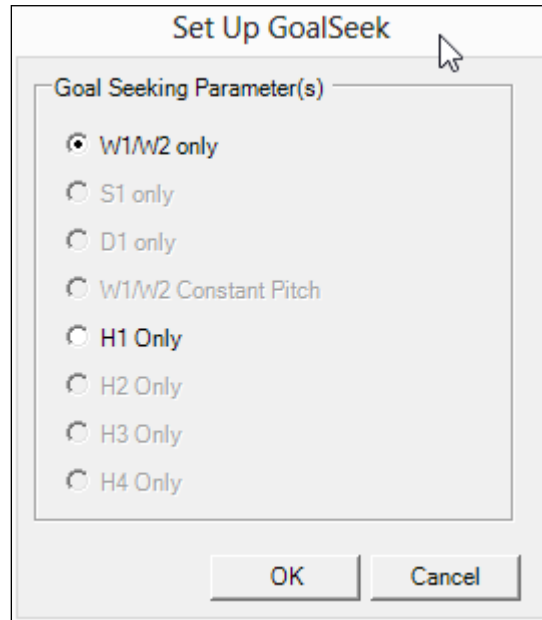 Set Up GoalSeek
Goal Seeking Parameter(s)
W1/W2 only
S1 only
D1 only
W1/W2 Constant Pitch
H1 Only
H2 Only
H3 Only
H4 Only
OK Cancel